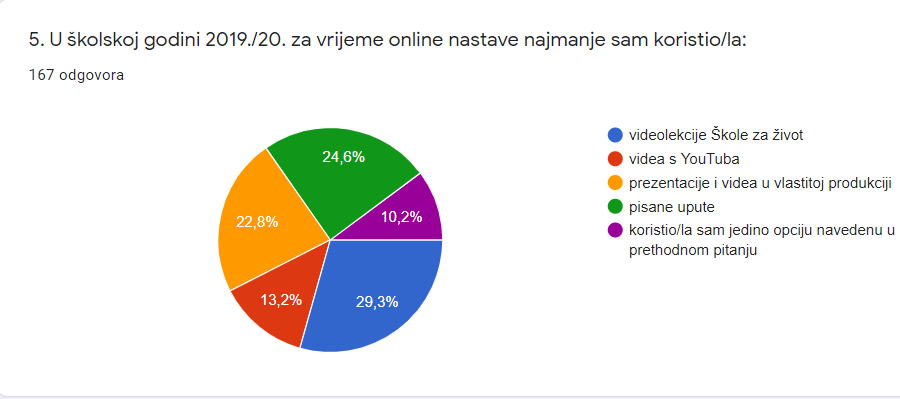 5. U školskoj godini 2019./20. za vrijeme online nastave najmanje sam koristio/la:
167 odgovora
24,6%
10,2%
22,8%
13,2%
29,3%
videolekcije Škole za život
videa s YouTuba
prezentacije i videa u vlastitoj produkciji
pisane upute
koristio/la sam jedino opciju navedenu u
prethodnom pitanju